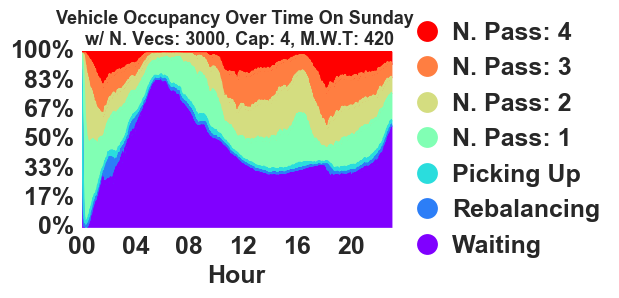 Vehicle Occupancy Over Time On Sunday
w/ N. Vecs: 3000, Cap: 4, M.W.T: 420
100%
83%
67%
50%
33%
17%
0%
00 04 08 12 16 20
Hour
N. Pass: 4
N. Pass: 3
N. Pass: 2
N. Pass: 1
Picking Up
Rebalancing
Waiting